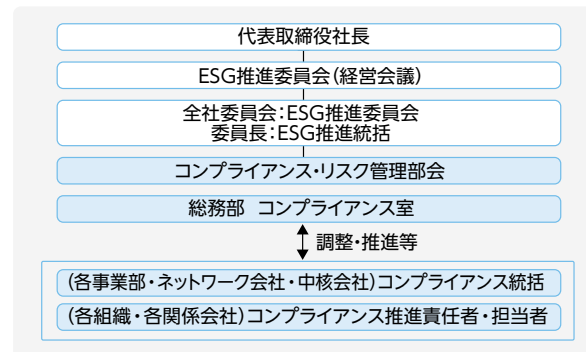 代表取締役社長
ESG推進委員会(経営会議)
全社委員会:ESG推進委員会
委員長:ESG推進統括
コンプライアンス・リスク管理部会
総務部 コンプライアンス室
調整・推進等
(各事業部・ネットワーク会社・中核会社)コンプライアンス統括
(各組織・各関係会社)コンプライアンス推進責任者・担当者